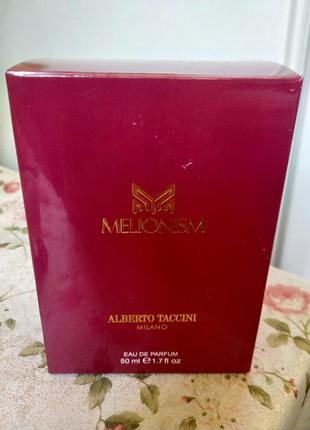 MELIONISM
ALBERTO TACCINI
MILANO
EAU DE PARFUM
50 ml ℮ 1.7 fl oz